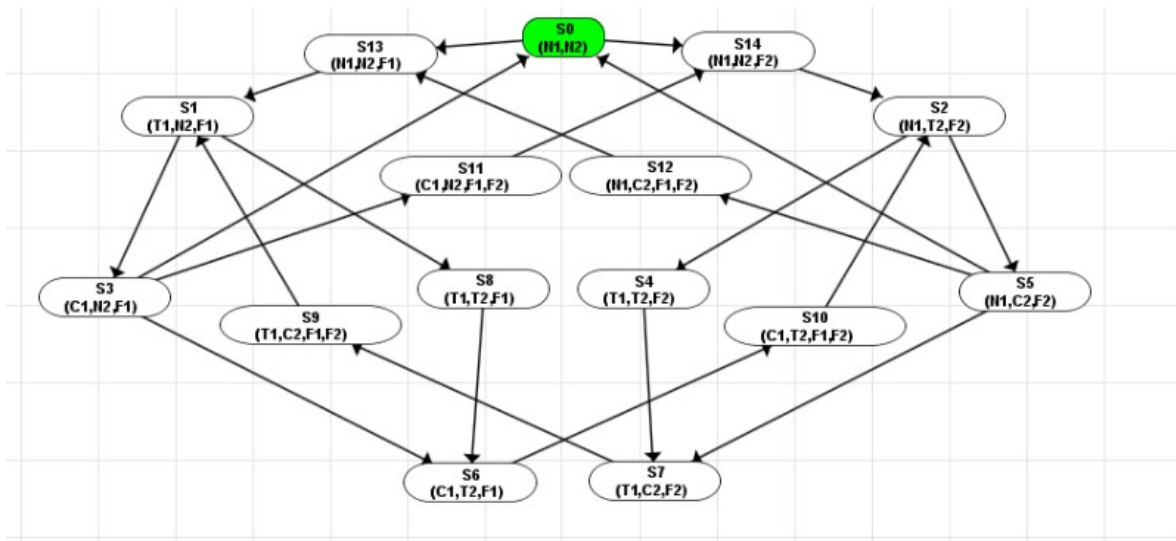 S0
(N1,N2)
S13
(N1,N2,F1)
S14
(N1,N2,F2)
S1
(T1,N2,F1)
S2
(N1,T2,F2)
S11
(C1,N2,F1,F2)
S12
(N1,C2,F1,F2)
S3
(C1,N2,F1)
S8
(T1,T2,F1)
S4
(T1,T2,F2)
S5
(N1,C2,F2)
S9
(T1,C2,F1,F2)
S10
(C1,T2,F1,F2)
S6
(C1,T2,F1)
S7
(T1,C2,F2)